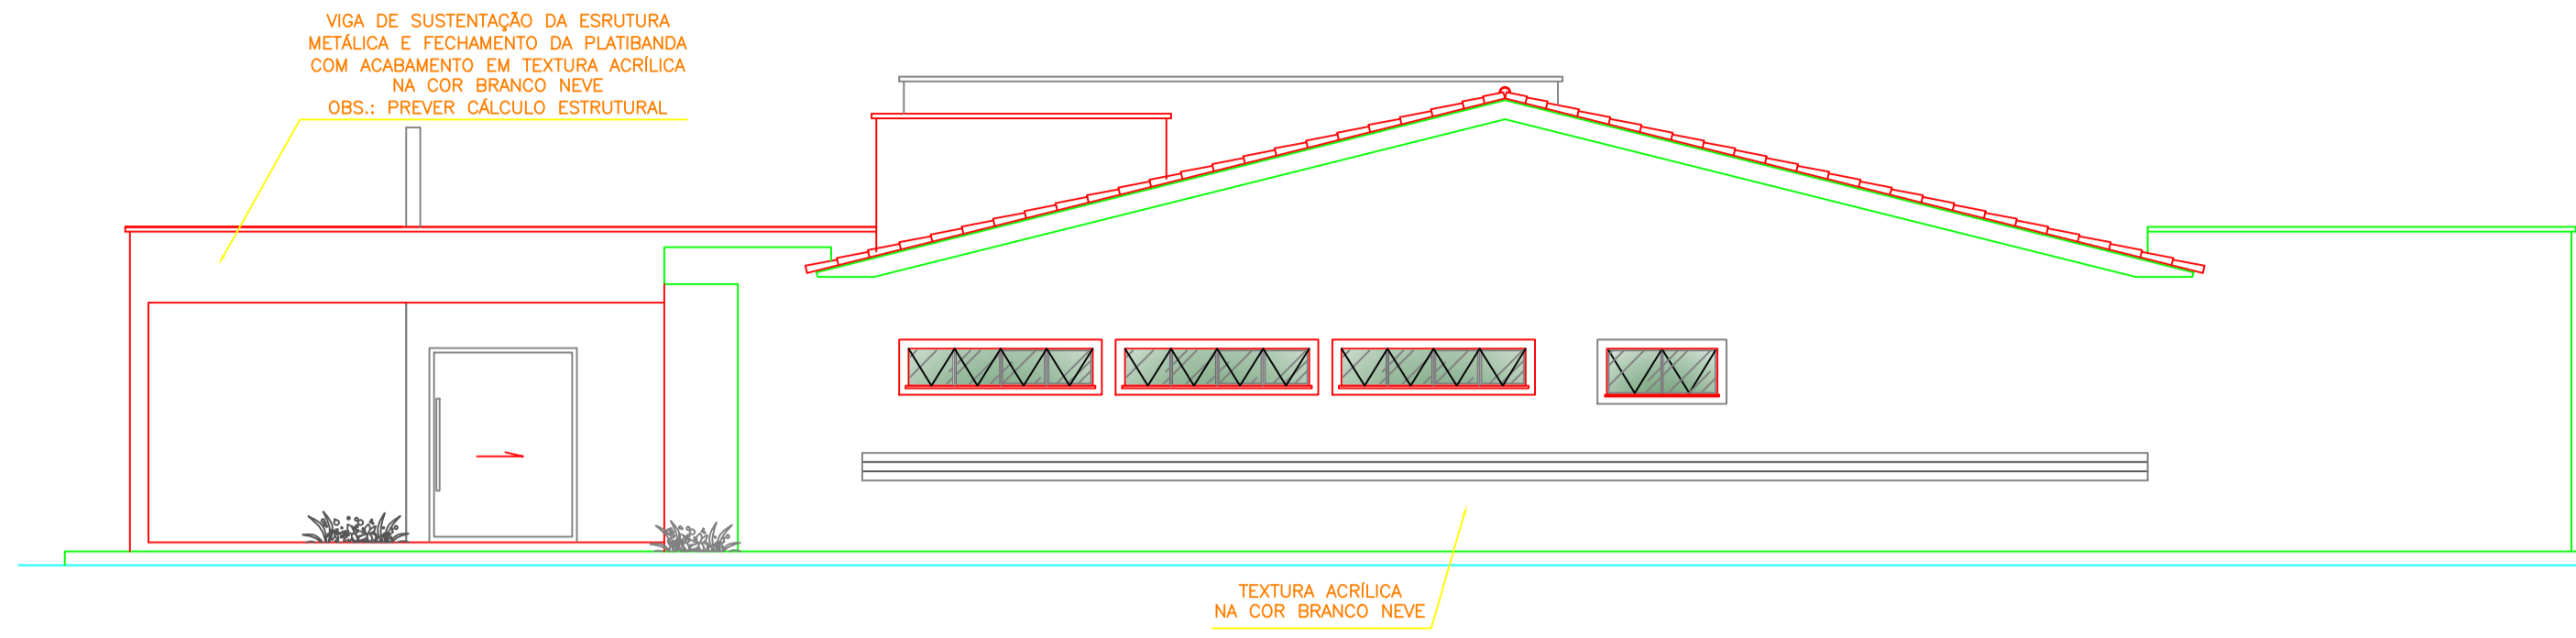 VIGA DE SUSTENTAÇÃO DA ESRUTURA
METÁLICA E FECHAMENTO DA PLATIBANDA
COM ACABAMENTO EM TEXTURA ACRÍLICA
NA COR BRANCO NEVE
OBS.: PREVER CÁLCULO ESTRUTURAL
TEXTURA ACRÍLICA
NA COR BRANCO NEVE